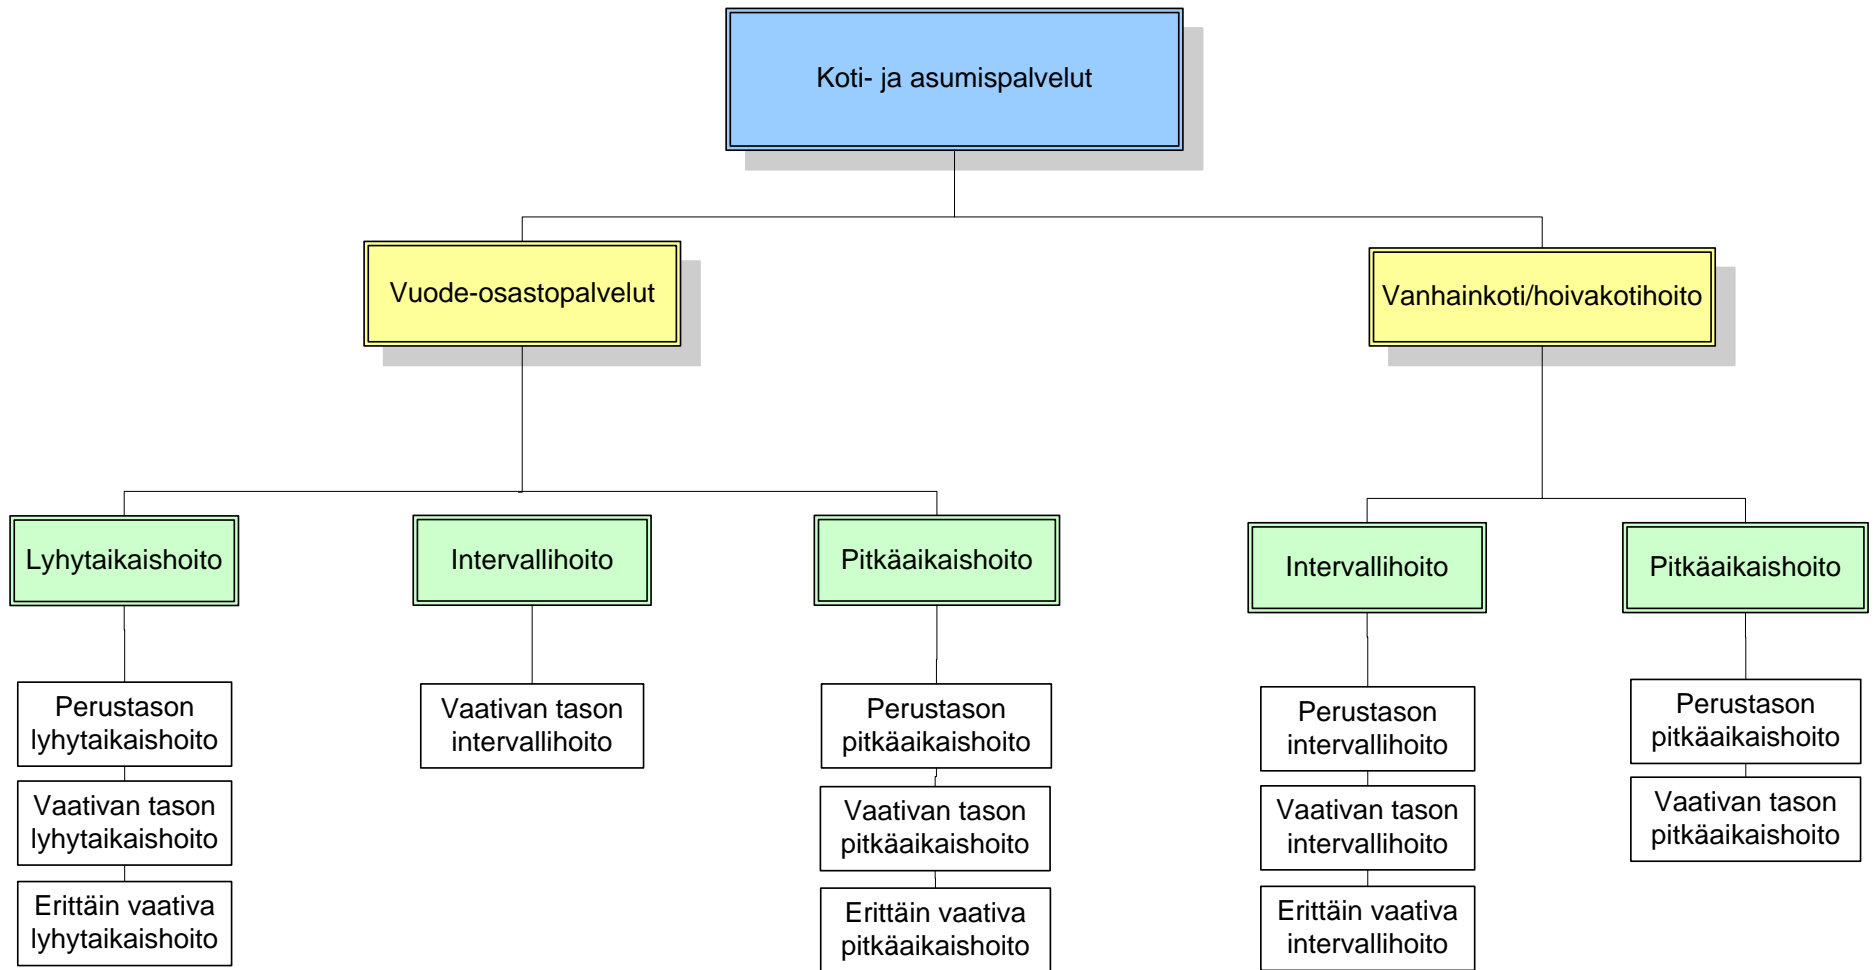 Koti- ja asumispalvelut
Vuode-osastopalvelut
Vanhainkoti/hoivakotihoito
Lyhytaikaishoito
Intervallihoito
Pitkäaikaishoito
Intervallihoito
Pitkäaikaishoito
Perustason
lyhytaikaishoito
Vaativan tason
lyhytaikaishoito
Erittäin vaativa
lyhytaikaishoito
Vaativan tason
intervallihoito
Perustason
pitkäaikaishoito
Vaativan tason
pitkäaikaishoito
Erittäin vaativa
pitkäaikaishoito
Perustason
intervallihoito
Vaativan tason
intervallihoito
Erittäin vaativa
intervallihoito
Perustason
pitkäaikaishoito
Vaativan tason
pitkäaikaishoito